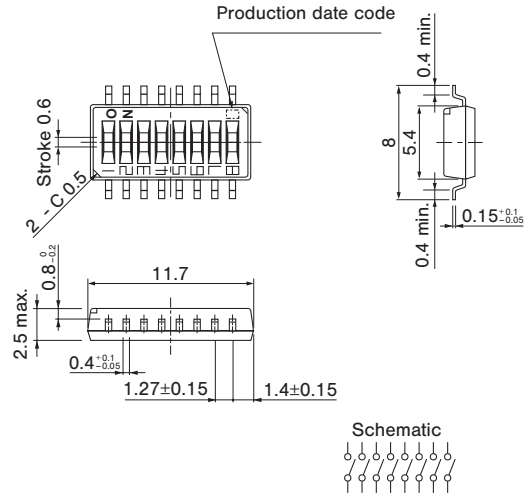 Production date code
0.4 min.
O N
Stroke 0.6
8
5.4
2 - C 0.5
0.4 min.
0.15 +0.1 -0.05
0.8 0 -0.2
11.7
2.5 max.
0.4 +0.1 -0.05
1.27±0.15
1.4±0.15
Schematic